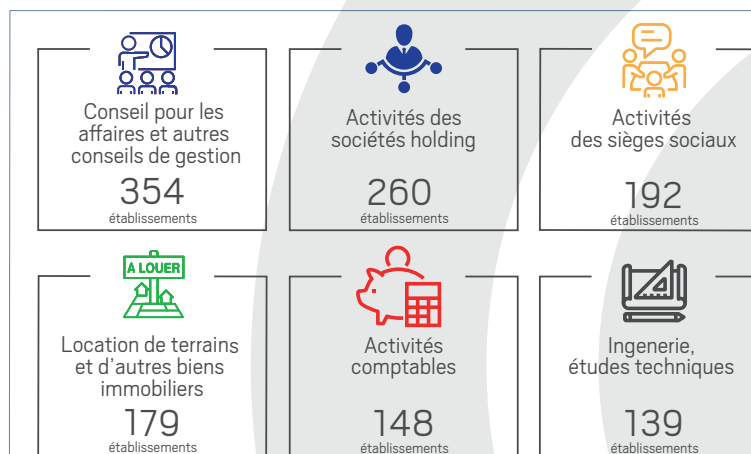 Conseil pour les
affaires et autres
conseils de gestion
354
établissements
Activités des
sociétés holding
260
établissements
Activités
des sièges sociaux
192
établissements
A LOUER
Location de terrains
et d'autres biens
immobiliers
179
établissements
Activités
comptables
148
établissements
Ingenerie,
études techniques
139
établissements